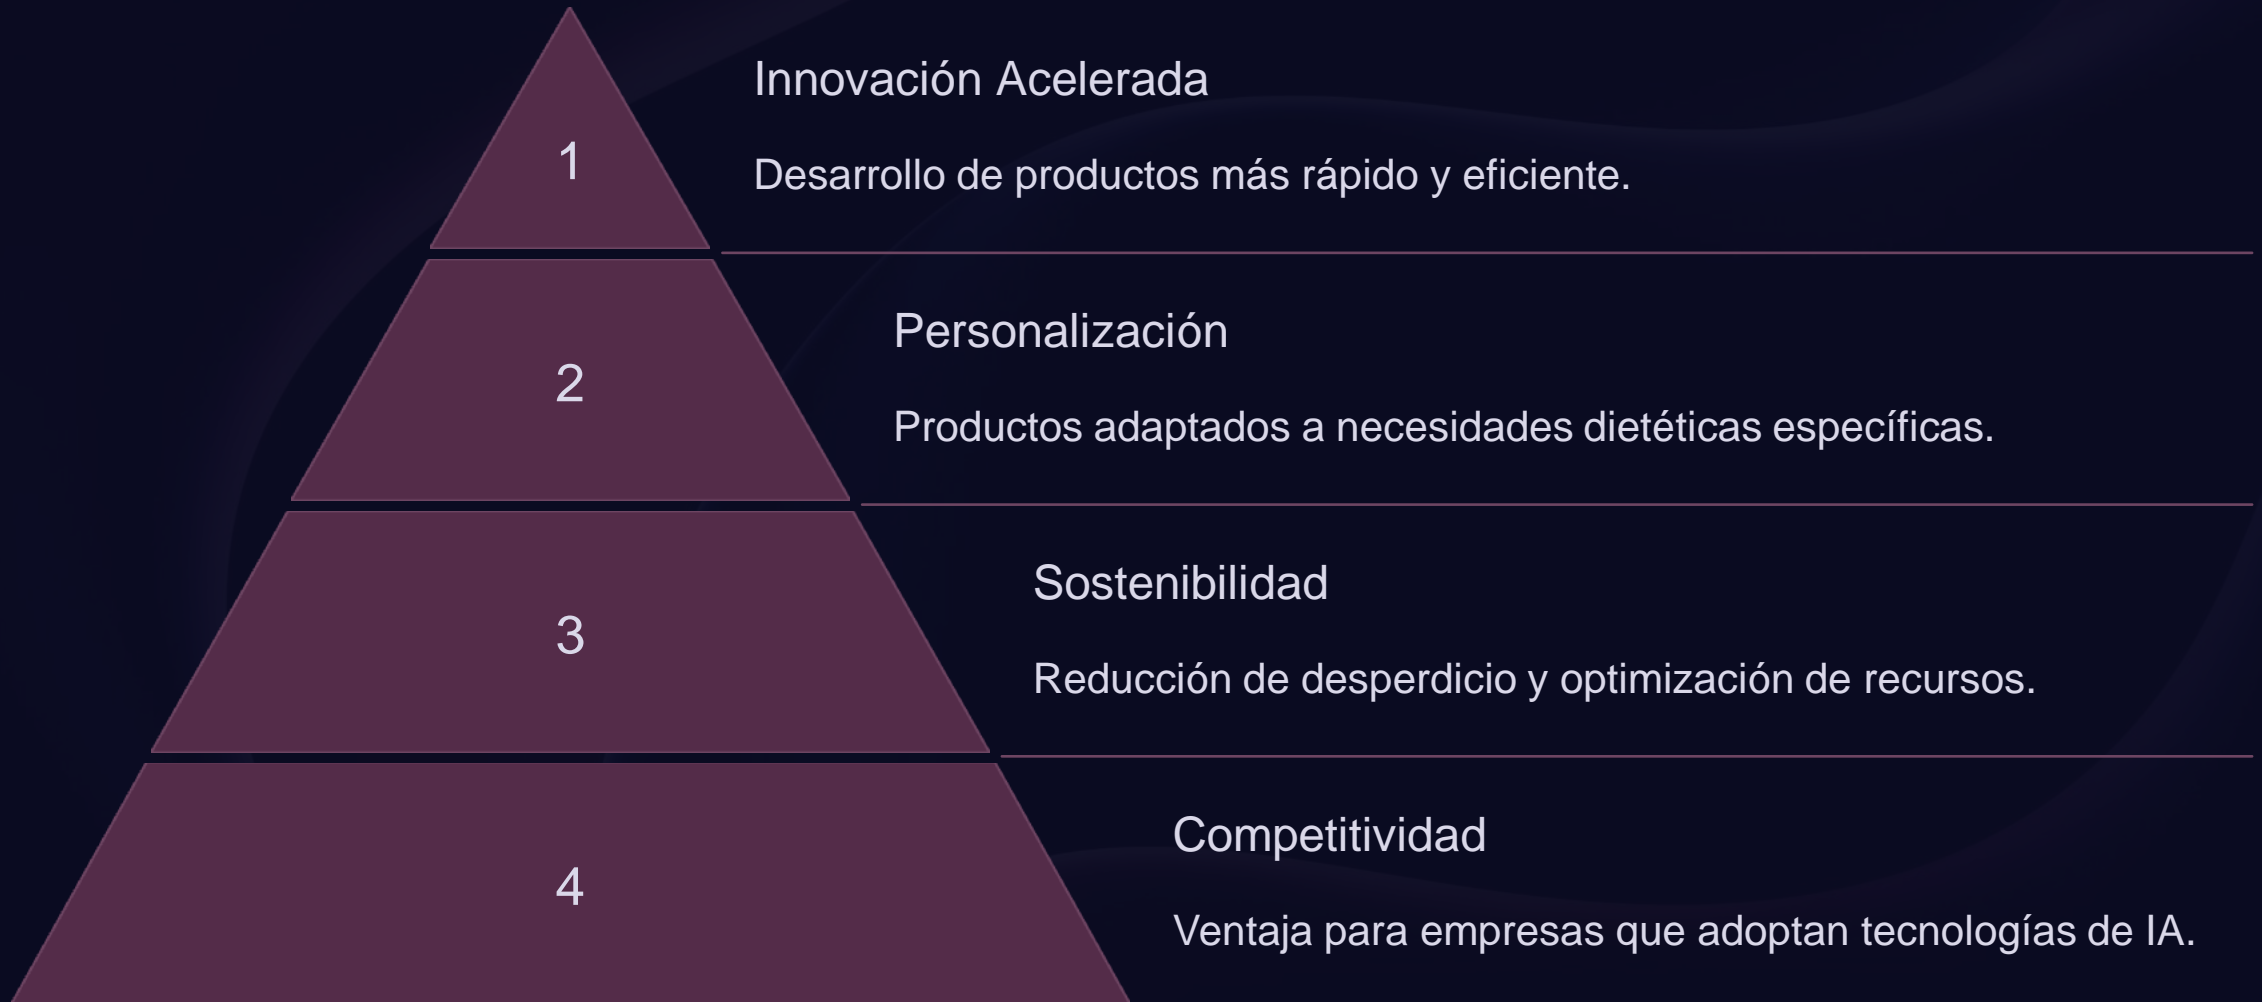 1
Innovación Acelerada
Desarrollo de productos más rápido y eficiente.
2
Personalización
Productos adaptados a necesidades dietéticas específicas.
3
Sostenibilidad
Reducción de desperdicio y optimización de recursos.
4
Competitividad
Ventaja para empresas que adoptan tecnologías de IA.